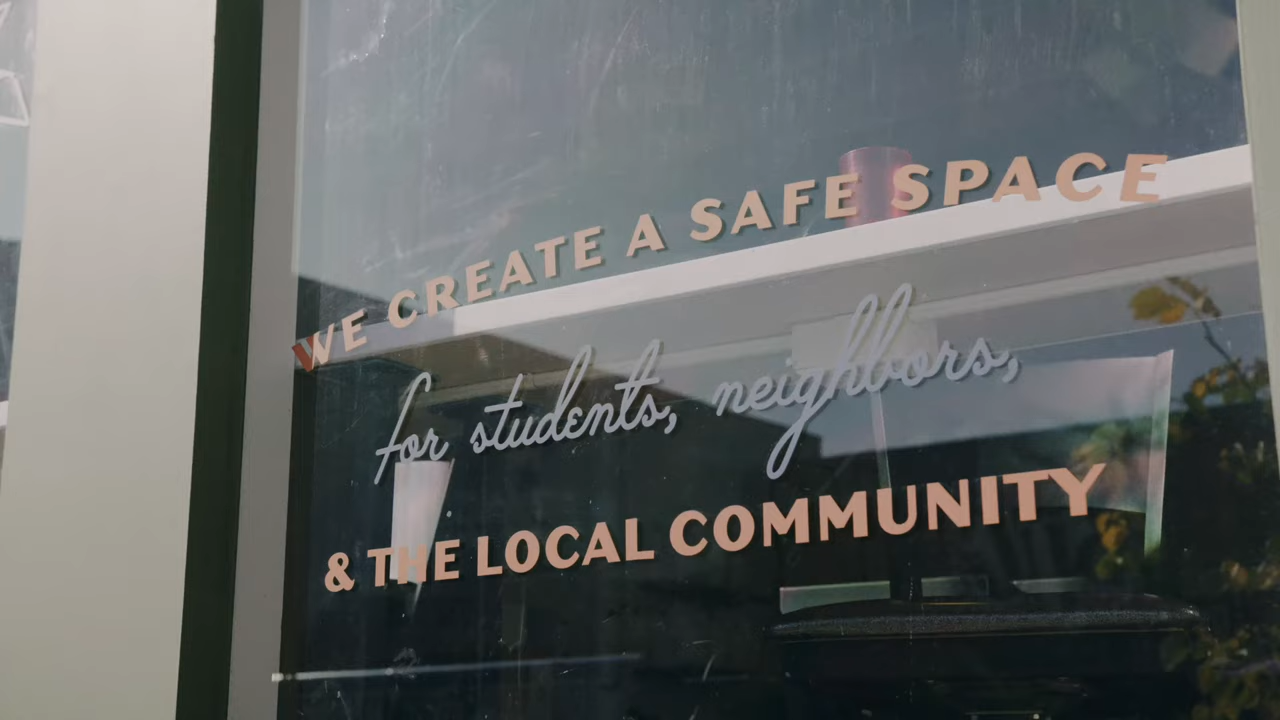 WE CREATE A SAFE SPACE
for students, neighbors,
& THE LOCAL COMMUNITY